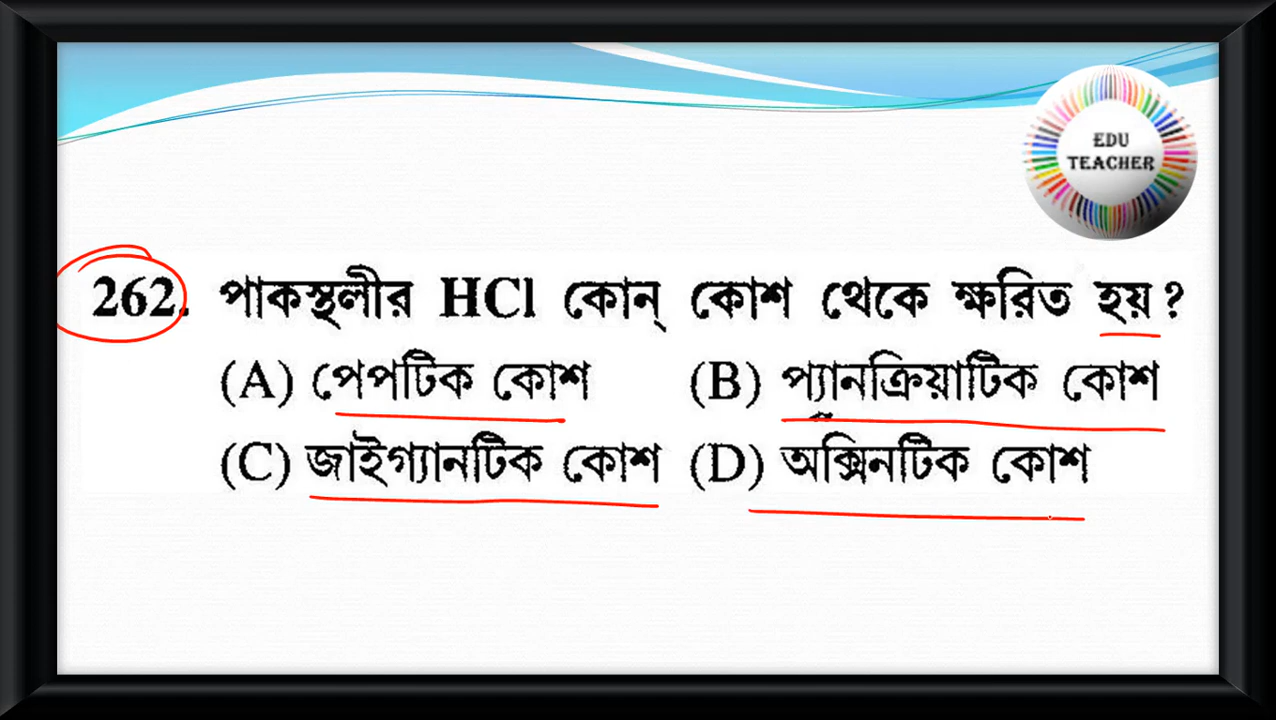 EDU
TEACHER
262. পাকস্থলীর HCl কোন্ কোশ থেকে ক্ষরিত হয় ?
(A) পেপটিক কোশ (B) প্যানক্রিয়াটিক কোশ
(C) জাইগ্যানটিক কোশ (D) অক্সিনটিক কোশ